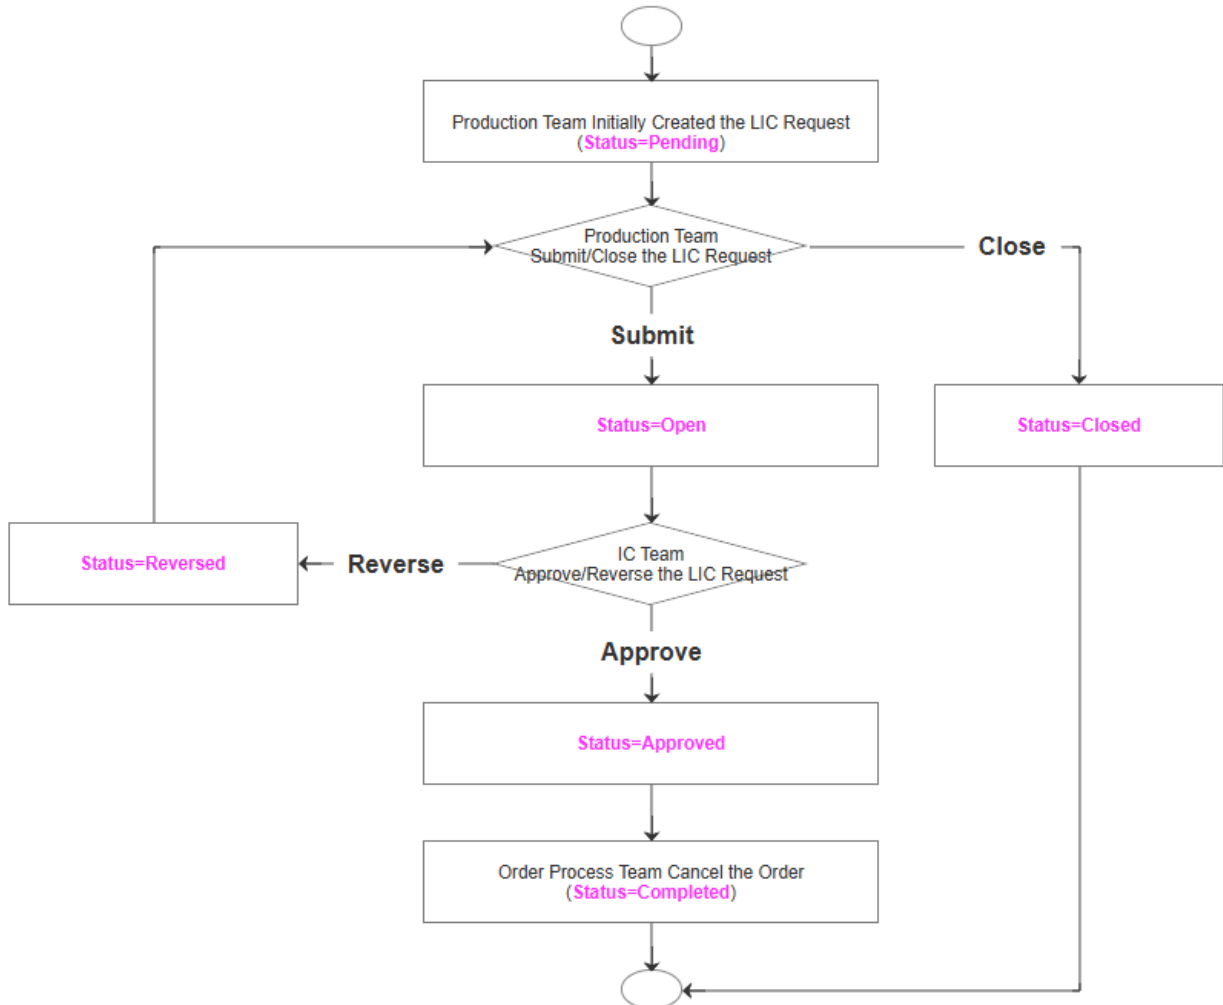 Production Team Initially Created the LIC Request
(Status=Pending)
Production Team
Submit/Close the LIC Request
Close
Submit
Status=Open
Status=Closed
IC Team
Approve/Reverse the LIC Request
Reverse
Status=Reversed
Approve
Status=Approved
Order Process Team Cancel the Order
(Status=Completed)